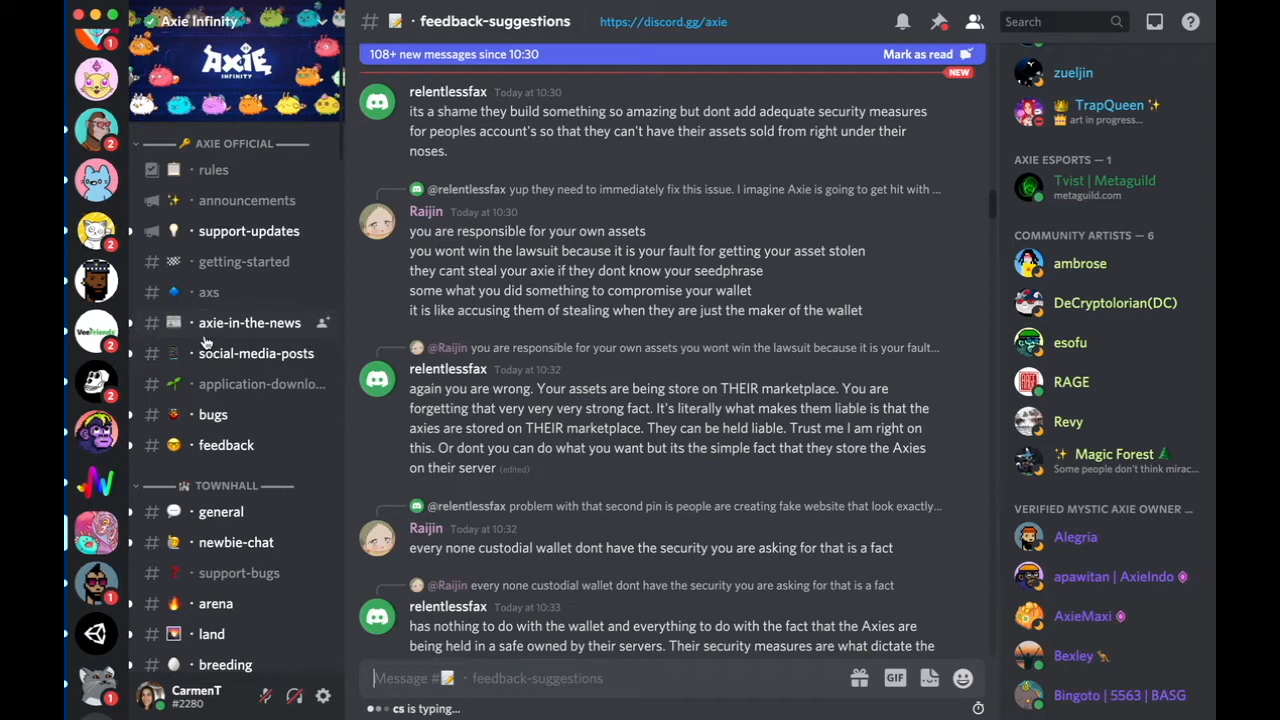 Axie Infinity
AXIE
INFINITY
AXIE OFFICIAL
rules
announcements
support-updates
getting-started
axs
axie-in-the-news
social-media-posts
application-downlo...
bugs
feedback
TOWNHALL
general
newbie-chat
support-bugs
arena
land
breeding
CarmenT
#2280
1
2
2
VeeFriends
2
2
1
1
# · feedback-suggestions
https://discord.gg/axie
Search
108+ new messages since 10:30
Mark as read
NEW
relentlessfax Today at 10:30
its a shame they build something so amazing but dont add adequate security measures
for peoples account's so that they can't have their assets sold from right under their
noses.
@relentlessfax yup they need to immediately fix this issue. I imagine Axie is going to get hit with ...
Raijin Today at 10:30
you are responsible for your own assets
you wont win the lawsuit because it is your fault for getting your asset stolen
they cant steal your axie if they dont know your seedphrase
some what you did something to compromise your wallet
it is like accusing them of stealing when they are just the maker of the wallet
@Raijin you are responsible for your own assets you wont win the lawsuit because it is your fault...
relentlessfax Today at 10:32
again you are wrong. Your assets are being store on THEIR marketplace. You are
forgetting that very very very strong fact. It's literally what makes them liable is that the
axies are stored on THEIR marketplace. They can be held liable. Trust me I am right on
this. Or dont you can do what you want but its the simple fact that they store the Axies
on their server (edited)
@relentlessfax problem with that second pin is people are creating fake website that look exactly...
Raijin Today at 10:32
every none custodial wallet dont have the security you are asking for that is a fact
@Raijin every none custodial wallet dont have the security you are asking for that is a fact
relentlessfax Today at 10:33
has nothing to do with the wallet and everything to do with the fact that the Axies are
being held in a safe owned by their servers. Their security measures are what dictate the
Message # · feedback-suggestions
GIF
cs is typing...
zueljin
TrapQueen
art in progress...
AXIE ESPORTS — 1
Tvist | Metaguild
metaguild.com
COMMUNITY ARTISTS — 6
ambrose
DeCryptolorian(DC)
esofu
RAGE
Revy
Magic Forest
Some people don't think mirac...
VERIFIED MYSTIC AXIE OWNER ...
Alegria
apawitan | AxieIndo
AxieMaxi
Bexley
Bingoto | 5563 | BASG